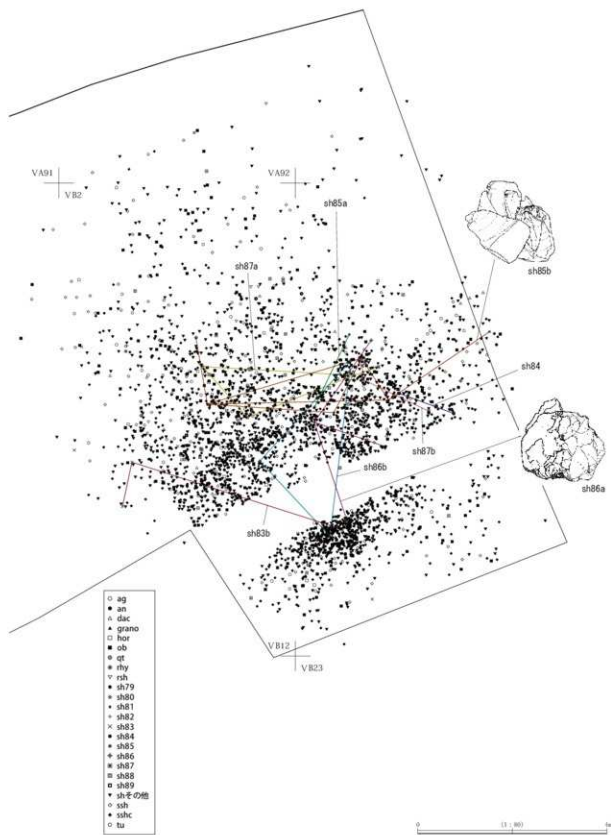 VA91
VB2
VA92
sh85a
sh85b
sh87a
sh84
sh87b
sh86b
sh86a
sh83b
VB12
VB23
ag
an
dac
grano
hor
ob
qt
rhy
rsh
sh79
sh80
sh81
sh82
sh83
sh84
sh85
sh86
sh87
sh88
sh89
shその他
ssh
sshc
tu
0 (1 : 80)